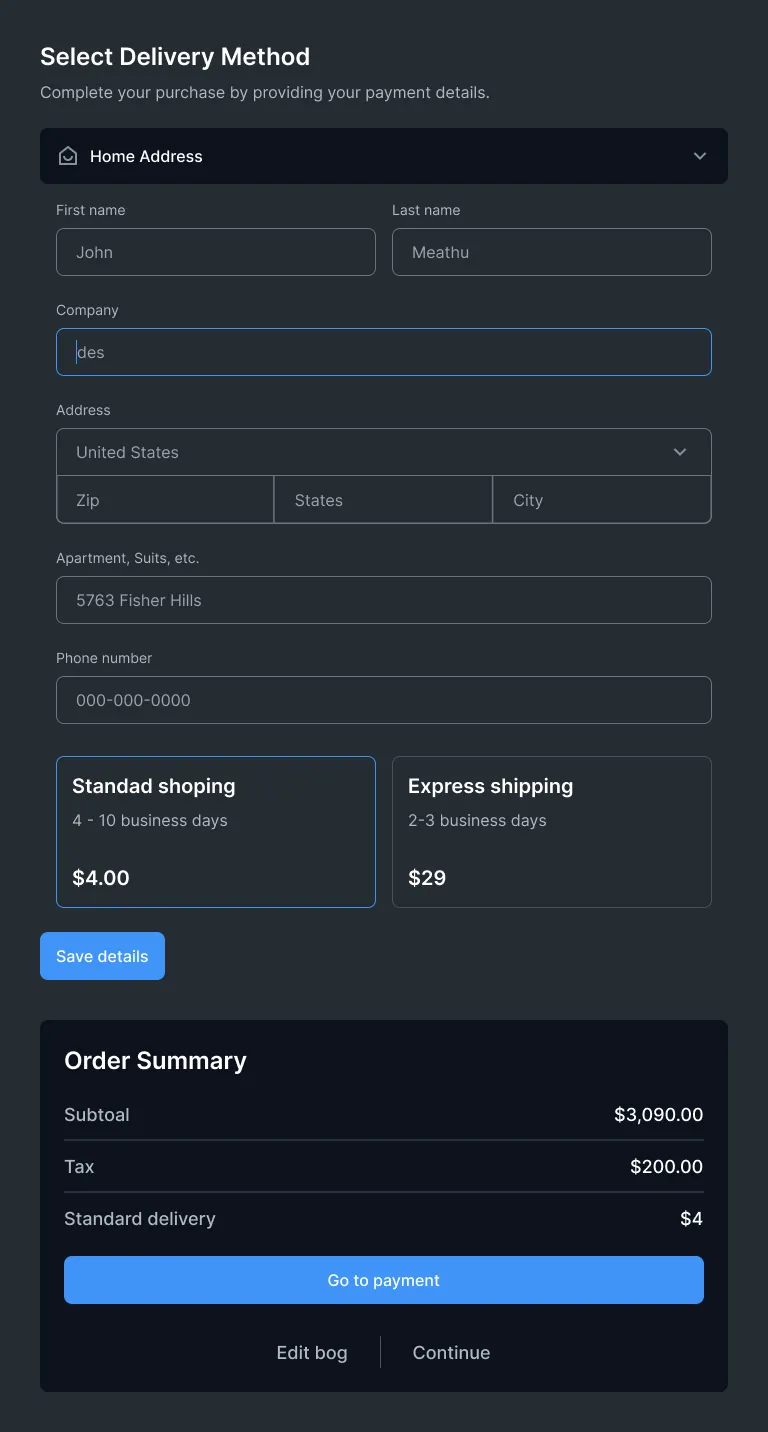 Select Delivery Method
Complete your purchase by providing your payment details.
Home Address
First name Last name
John Meathu
Company
des
Address
United States
Zip States City
Apartment, Suits, etc.
5763 Fisher Hills
Phone number
000-000-0000
Standad shoping
4 - 10 business days
$4.00
Express shipping
2-3 business days
$29
Save details
Order Summary
Subtoal $3,090.00
Tax $200.00
Standard delivery $4
Go to payment
Edit bog Continue